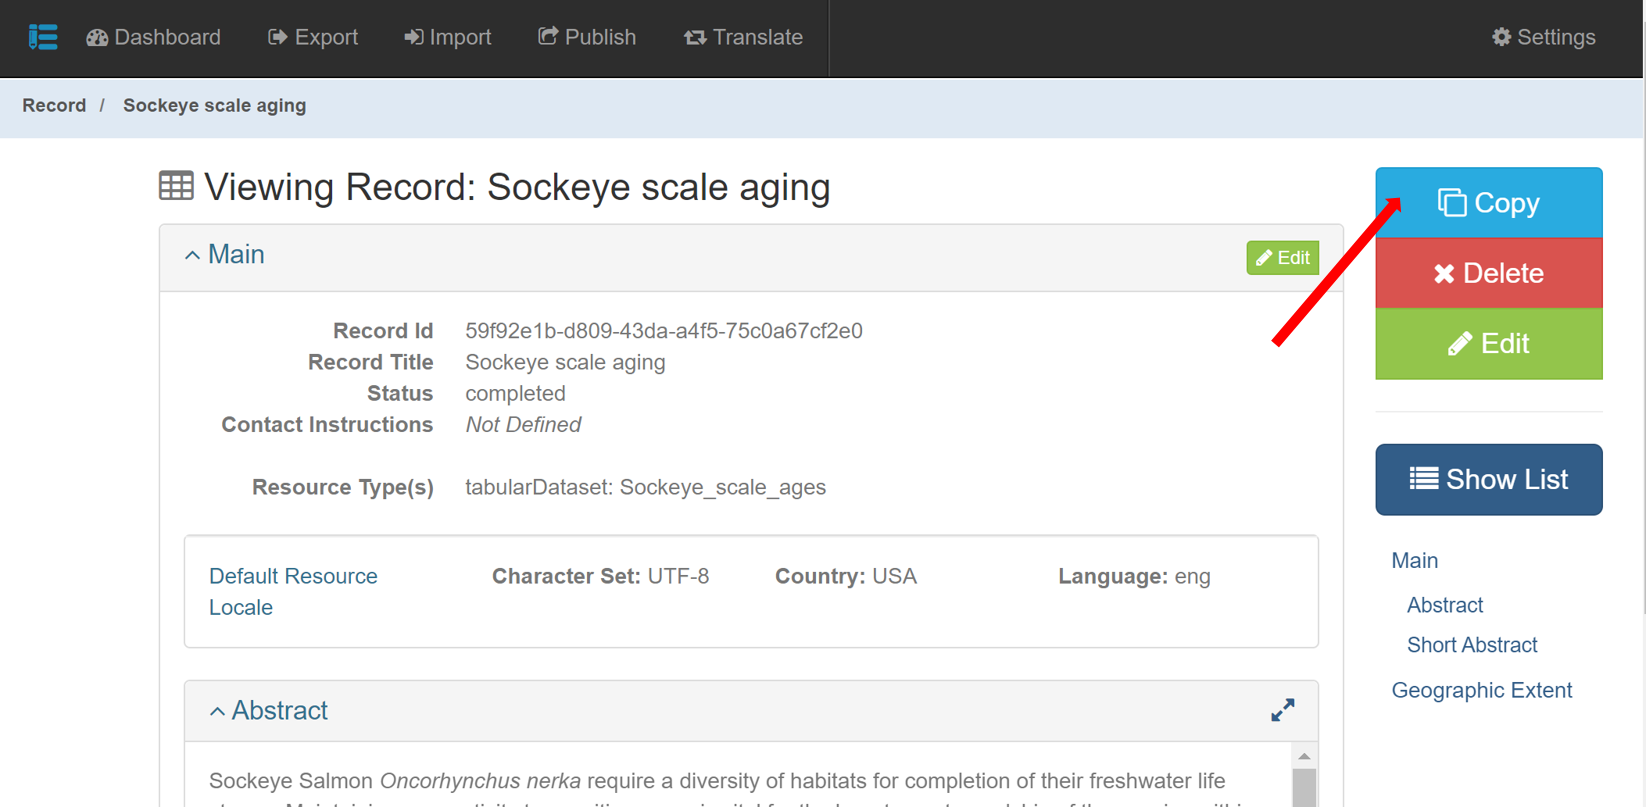 Dashboard Export Import Publish Translate Settings
Record / Sockeye scale aging
Viewing Record: Sockeye scale aging
Copy
Main
Edit
Delete
Edit
Record Id 59f92e1b-d809-43da-a4f5-75c0a67cf2e0
Record Title Sockeye scale aging
Status completed
Contact Instructions Not Defined
Resource Type(s) tabularDataset: Sockeye_scale_ages
Show List
Default Resource Locale
Character Set: UTF-8 Country: USA Language: eng
Main
Abstract
Short Abstract
Geographic Extent
Abstract
Sockeye Salmon Oncorhynchus nerka require a diversity of habitats for completion of their freshwater life